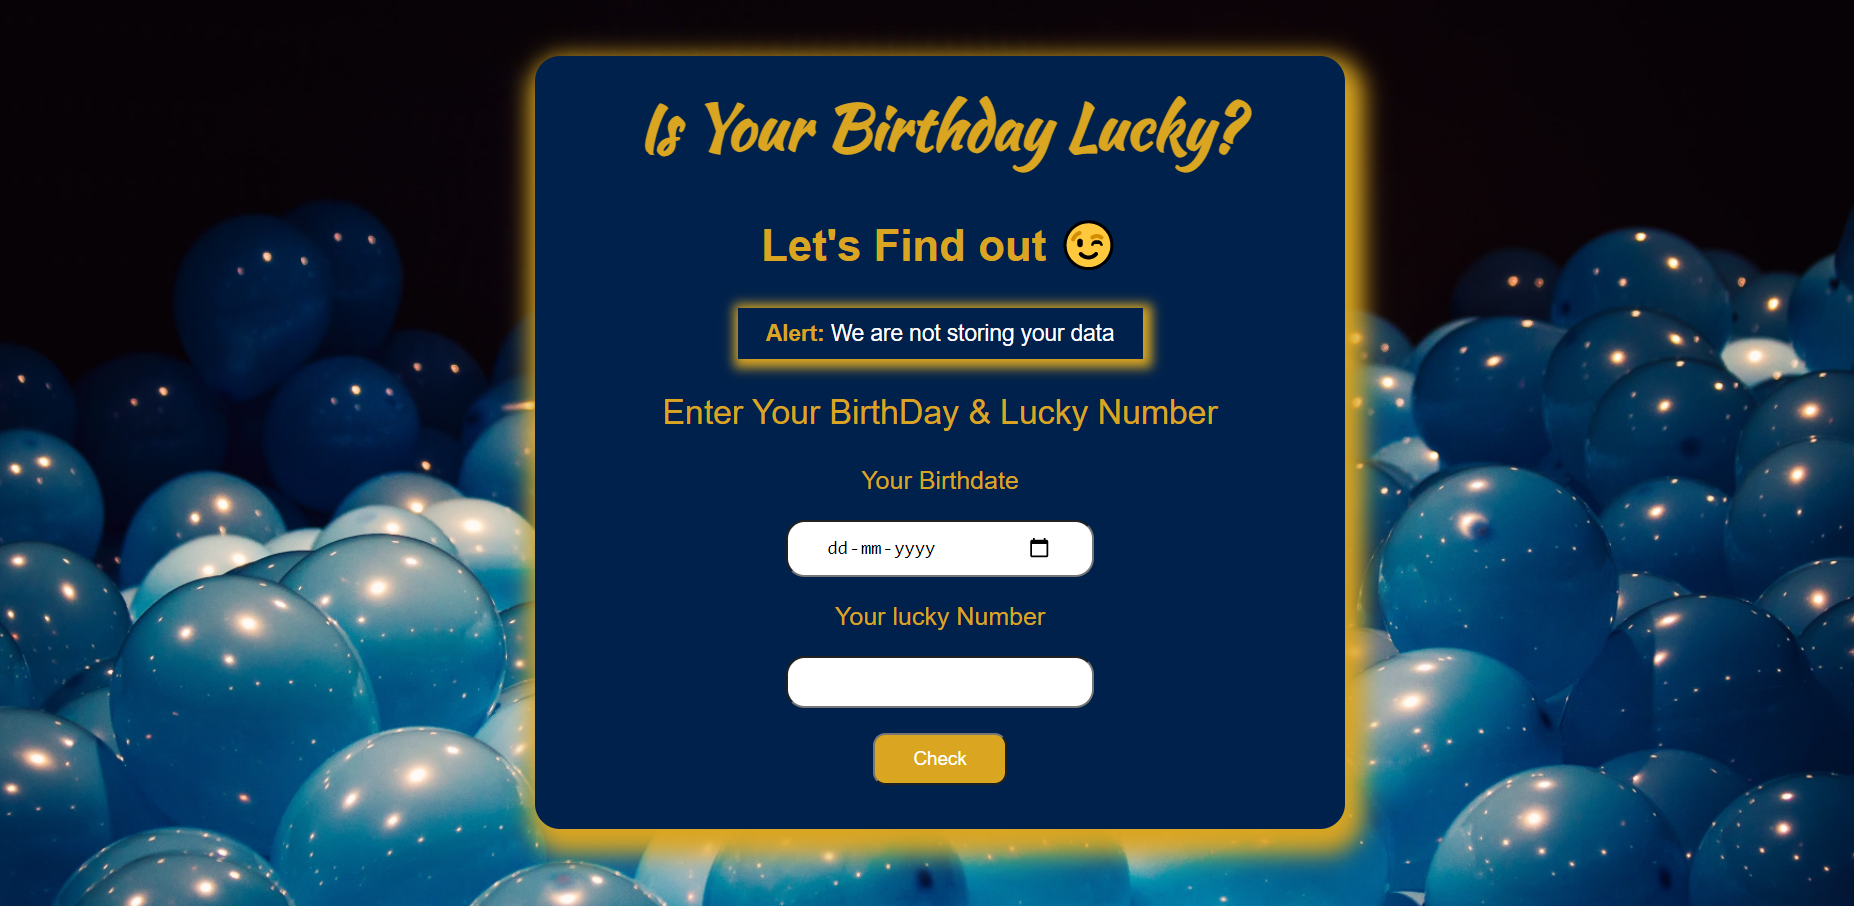 Is Your Birthday Lucky?
Let's Find out 😉
Alert: We are not storing your data
Enter Your BirthDay & Lucky Number
Your Birthdate
dd-mm-yyyy
Your lucky Number
Check